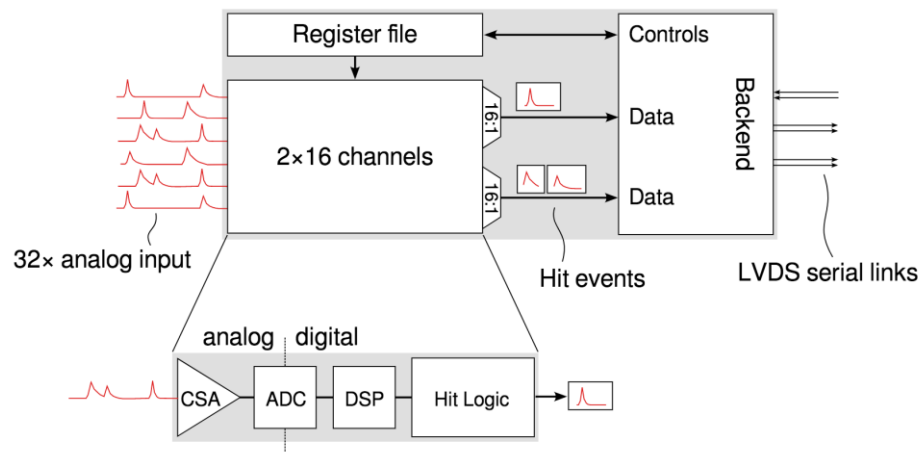 Register file
Controls
2×16 channels
16:1
16:1
Data
Data
Backend
32× analog input
Hit events
LVDS serial links
analog
digital
CSA
ADC
DSP
Hit Logic